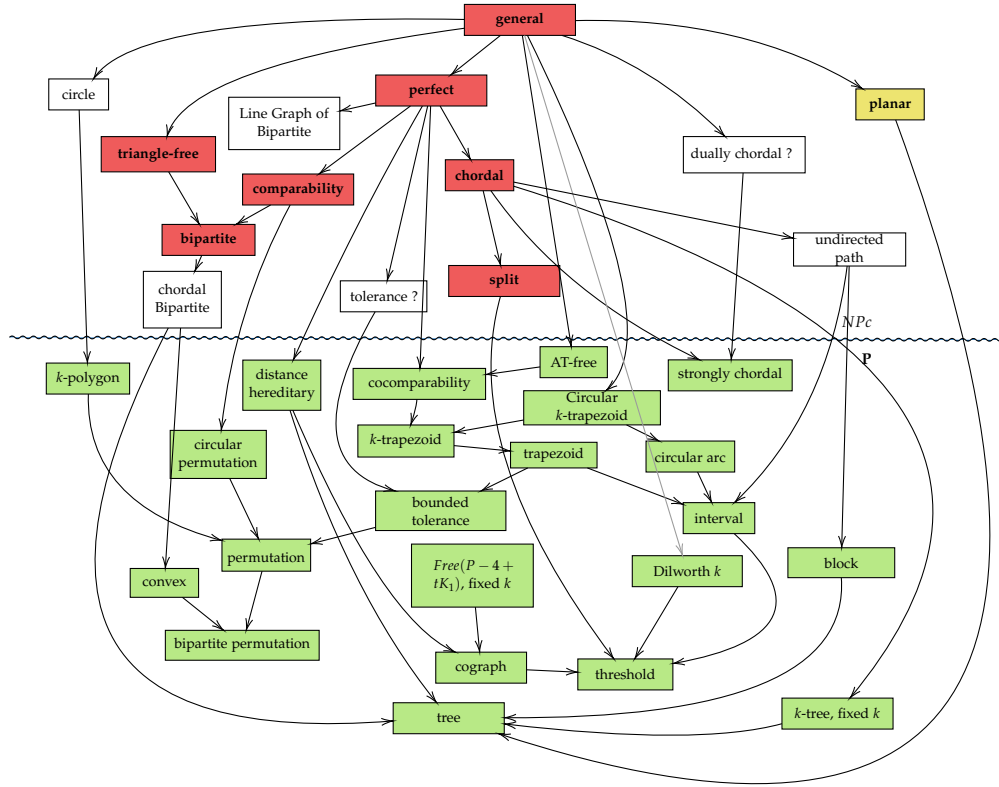 general
circle
perfect
planar
Line Graph of
Bipartite
triangle-free
dually chordal ?
comparability
chordal
bipartite
undirected
path
chordal
Bipartite
tolerance ?
split
NPc
P
k-polygon
distance
hereditary
cocomparability
AT-free
strongly chordal
Circular
k-trapezoid
circular
permutation
k-trapezoid
trapezoid
circular arc
bounded
tolerance
interval
permutation
convex
Free(P − 4 +
tK₁), fixed k
Dilworth k
block
bipartite permutation
cograph
threshold
tree
k-tree, fixed k